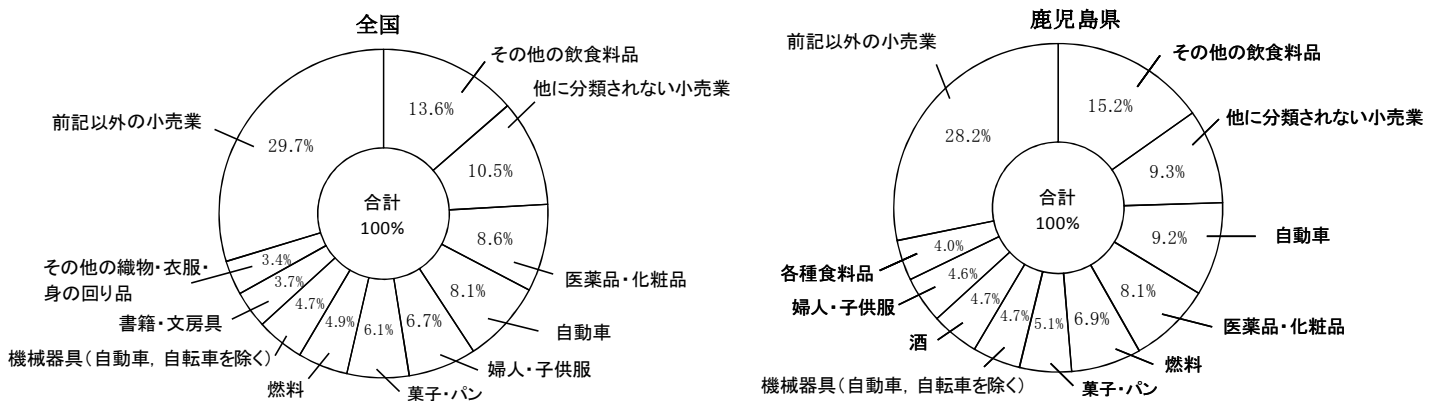 全国
その他の飲食料品
13.6%
他に分類されない小売業
10.5%
8.6%
医薬品・化粧品
8.1%
自動車
6.7%
婦人・子供服
6.1%
菓子・パン
4.9%
燃料
4.7%
機械器具(自動車，自転車を除く)
3.7%
書籍・文房具
3.4%
その他の織物・衣服・
身の回り品
前記以外の小売業
29.7%
合計
100%
鹿児島県
その他の飲食料品
15.2%
他に分類されない小売業
9.3%
9.2%
自動車
8.1%
医薬品・化粧品
6.9%
燃料
5.1%
菓子・パン
4.7%
機械器具(自動車，自転車を除く)
4.7%
酒
4.6%
婦人・子供服
4.0%
各種食料品
前記以外の小売業
28.2%
合計
100%